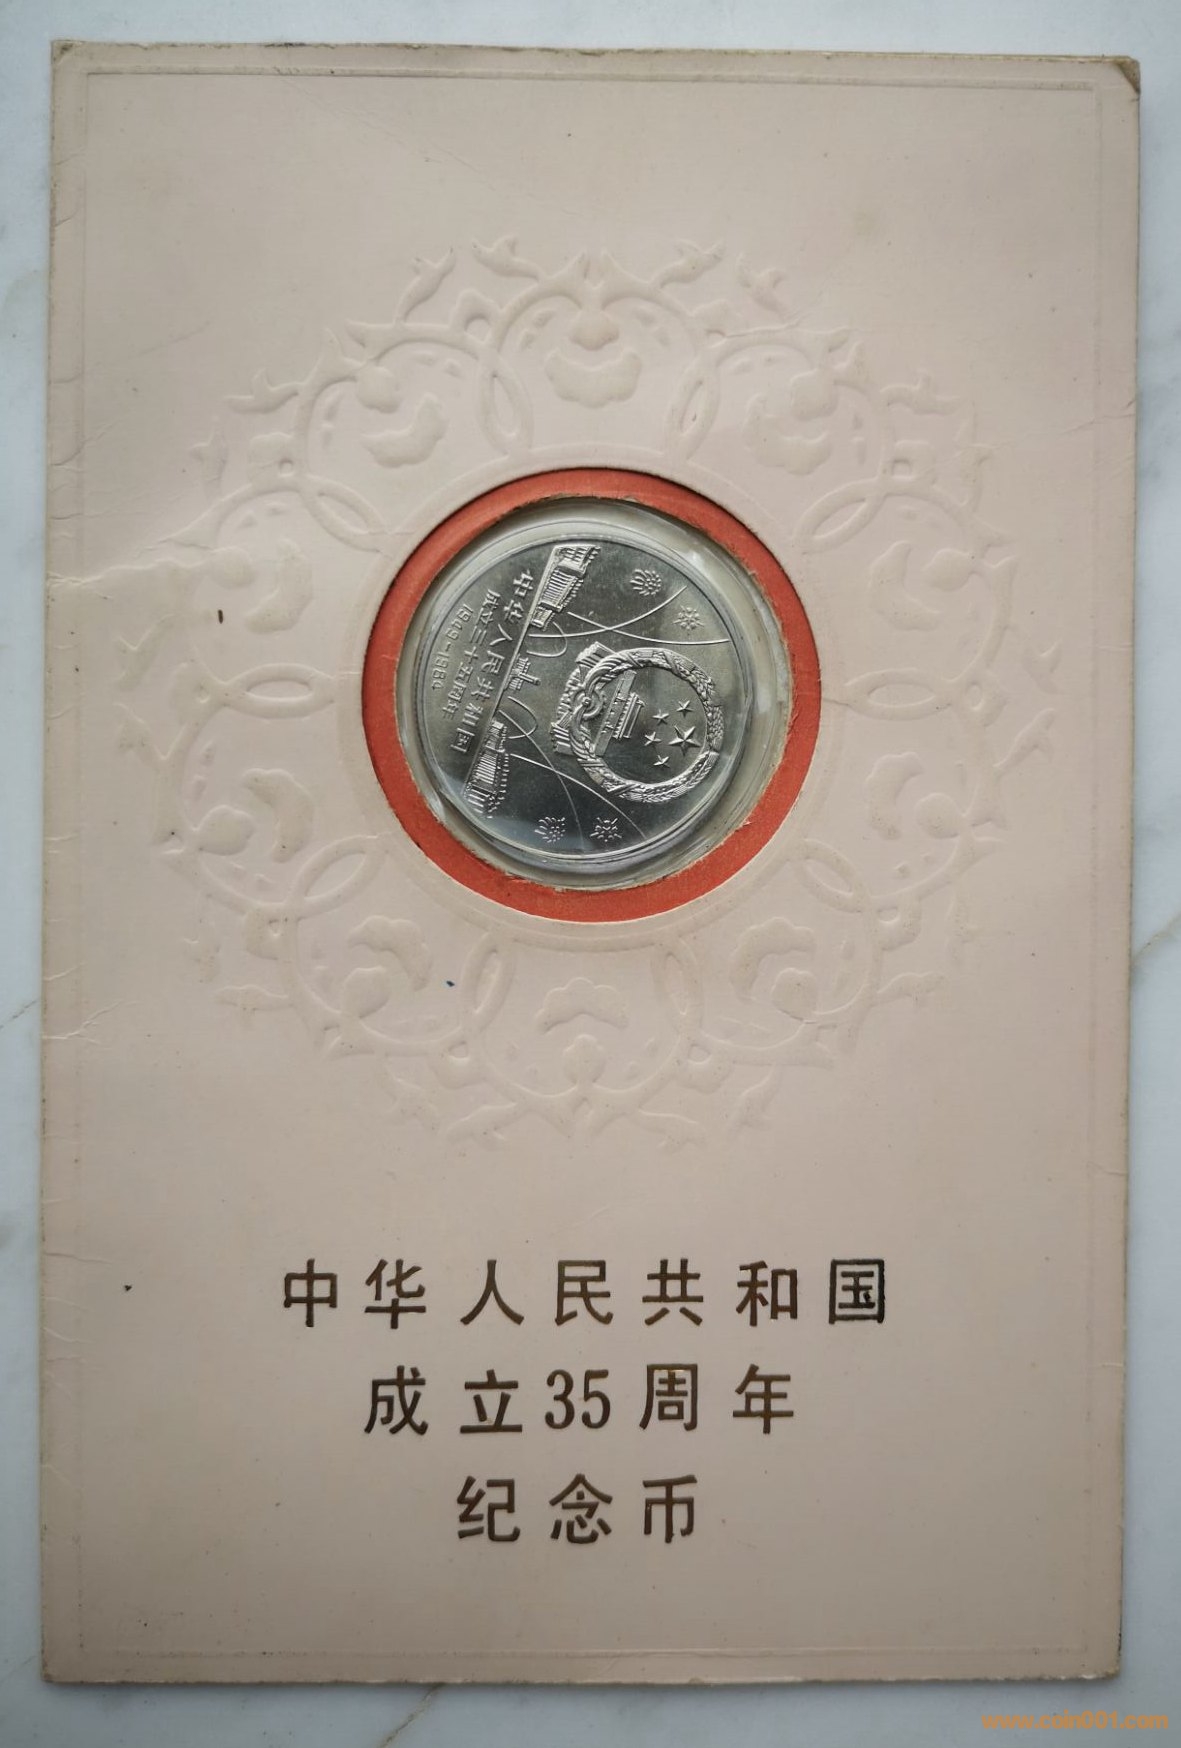 中华人民共和国
成立三十五周年
1949-1984
中华人民共和国
成立35周年
纪念币
www.coin001.com